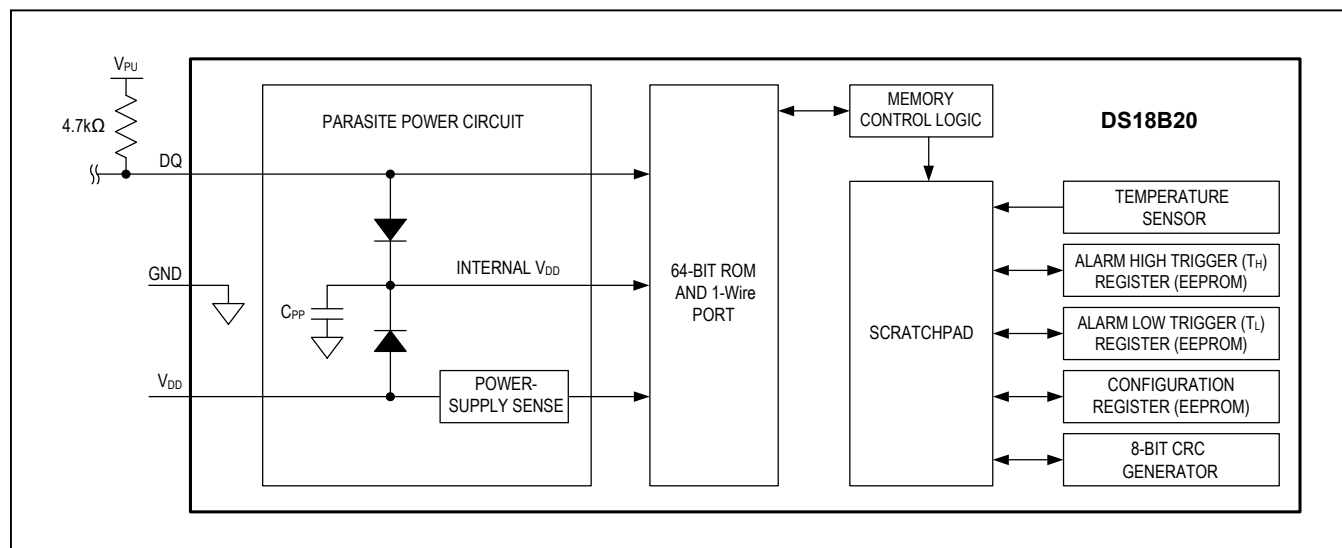 VPU
4.7kΩ
DQ
GND
VDD
PARASITE POWER CIRCUIT
INTERNAL VDD
CPP
POWER-
SUPPLY SENSE
64-BIT ROM
AND 1-Wire
PORT
MEMORY
CONTROL LOGIC
SCRATCHPAD
DS18B20
TEMPERATURE
SENSOR
ALARM HIGH TRIGGER (TH)
REGISTER (EEPROM)
ALARM LOW TRIGGER (TL)
REGISTER (EEPROM)
CONFIGURATION
REGISTER (EEPROM)
8-BIT CRC
GENERATOR